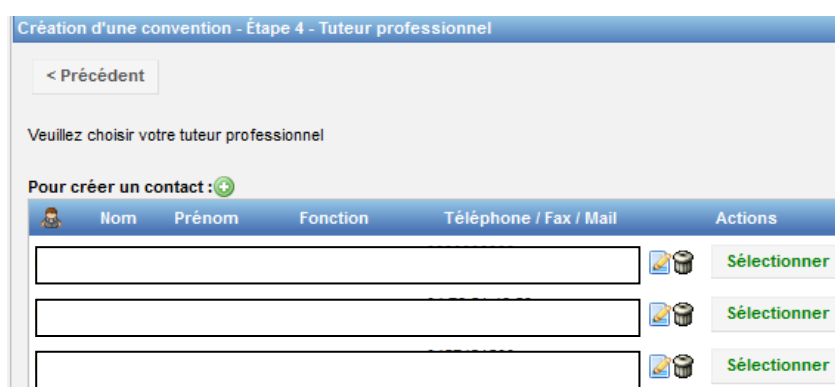 Création d'une convention - Étape 4 - Tuteur professionnel
< Précédent
Veuillez choisir votre tuteur professionnel
Pour créer un contact :
Nom Prénom Fonction Téléphone / Fax / Mail Actions
Sélectionner
Sélectionner
Sélectionner